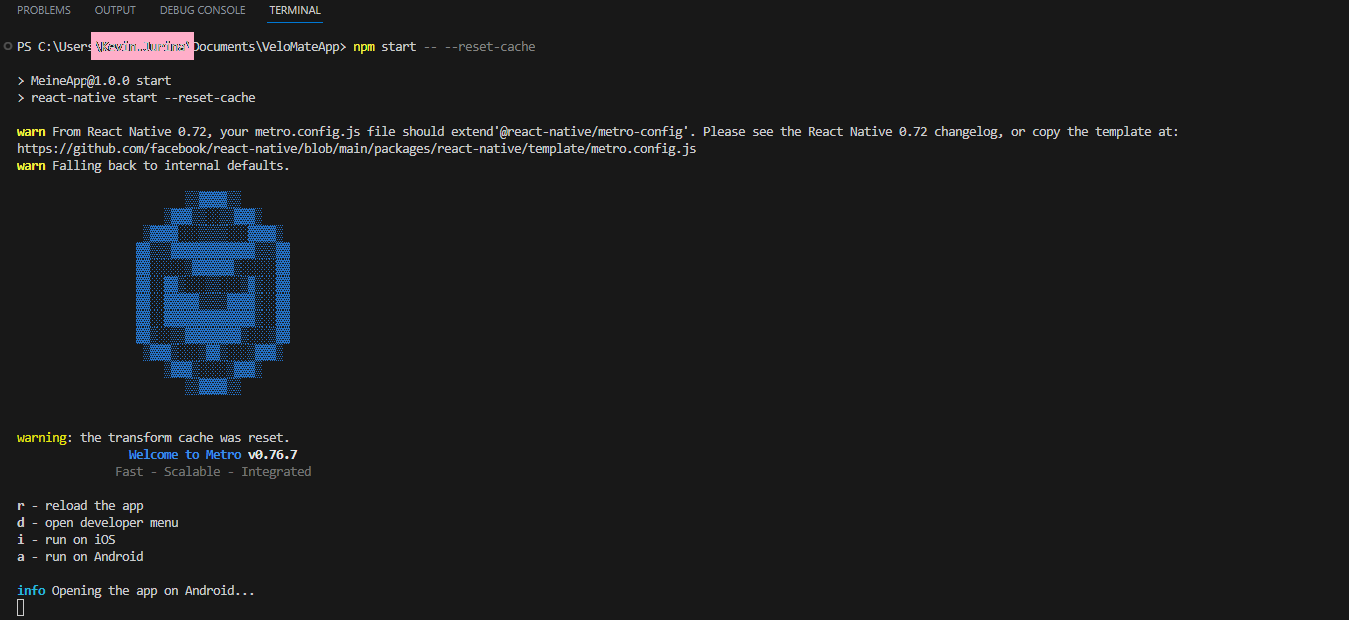 PROBLEMS OUTPUT DEBUG CONSOLE TERMINAL
PS C:\Users Documents\VeloMateApp> npm start -- --reset-cache
> MeineApp@1.0.0 start
> react-native start --reset-cache
warn From React Native 0.72, your metro.config.js file should extend'@react-native/metro-config'. Please see the React Native 0.72 changelog, or copy the template at:
https://github.com/facebook/react-native/blob/main/packages/react-native/template/metro.config.js
warn Falling back to internal defaults.
warning: the transform cache was reset.
Welcome to Metro v0.76.7
Fast - Scalable - Integrated
r - reload the app
d - open developer menu
i - run on iOS
a - run on Android
info Opening the app on Android...